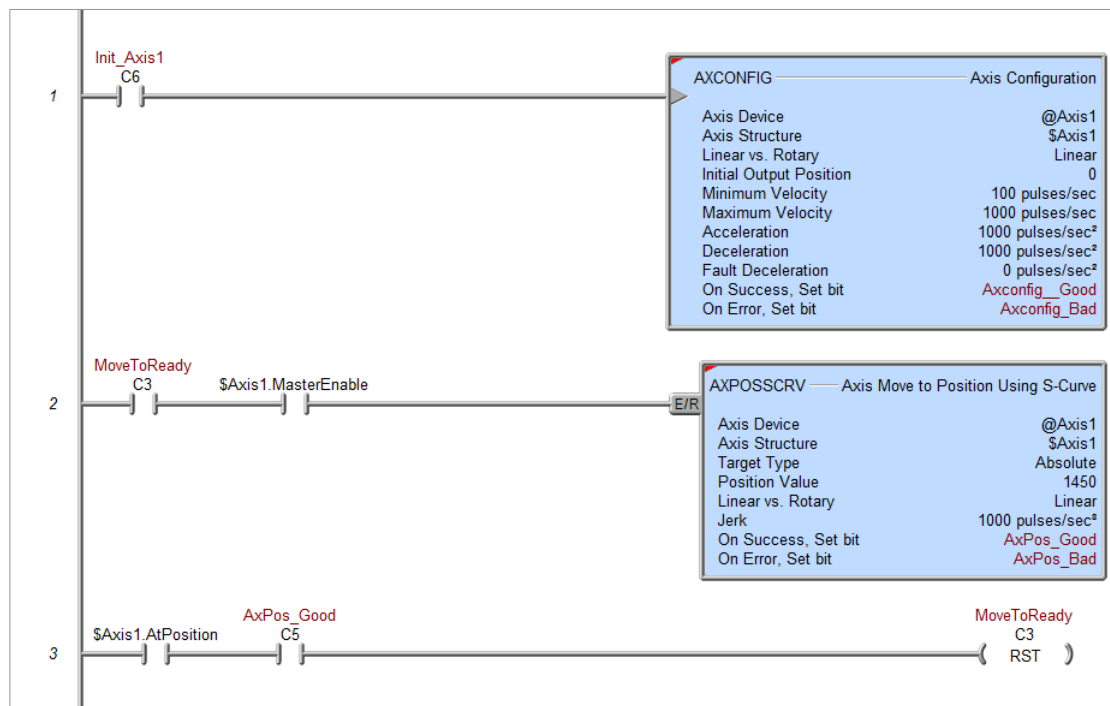 Init_Axis1
C6
1
AXCONFIG Axis Configuration
Axis Device @Axis1
Axis Structure $Axis1
Linear vs. Rotary Linear
Initial Output Position 0
Minimum Velocity 100 pulses/sec
Maximum Velocity 1000 pulses/sec
Acceleration 1000 pulses/sec²
Deceleration 1000 pulses/sec²
Fault Deceleration 0 pulses/sec²
On Success, Set bit Axconfig__Good
On Error, Set bit Axconfig_Bad
MoveToReady
C3 $Axis1.MasterEnable
2
E/R
AXPOSSCRV Axis Move to Position Using S-Curve
Axis Device @Axis1
Axis Structure $Axis1
Target Type Absolute
Position Value 1450
Linear vs. Rotary Linear
Jerk 1000 pulses/sec³
On Success, Set bit AxPos_Good
On Error, Set bit AxPos_Bad
AxPos_Good MoveToReady
$Axis1.AtPosition C5 C3
3 RST